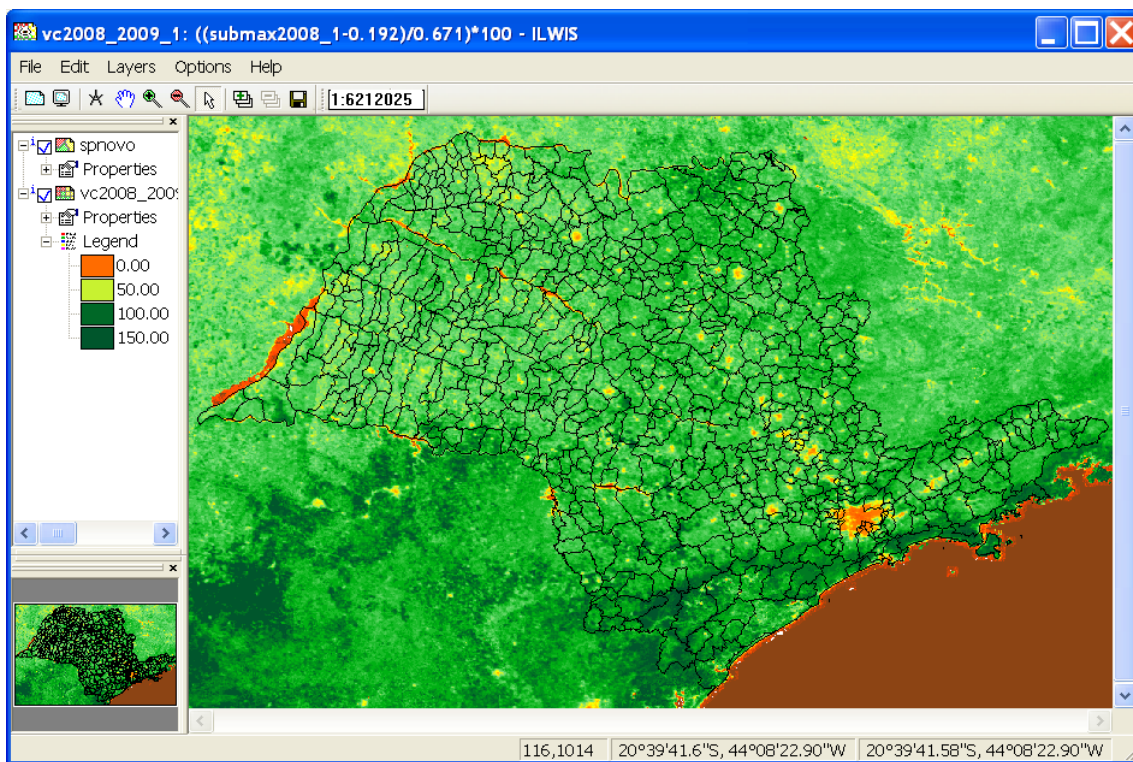 vc2008_2009_1: ((submax2008_1-0.192)/0.671)*100 - ILWIS
File Edit Layers Options Help
1:6212025
spnovo
Properties
vc2008_2009
Properties
Legend
0.00
50.00
100.00
150.00
116,1014 20°39'41.6"S, 44°08'22.90"W 20°39'41.58"S, 44°08'22.90"W